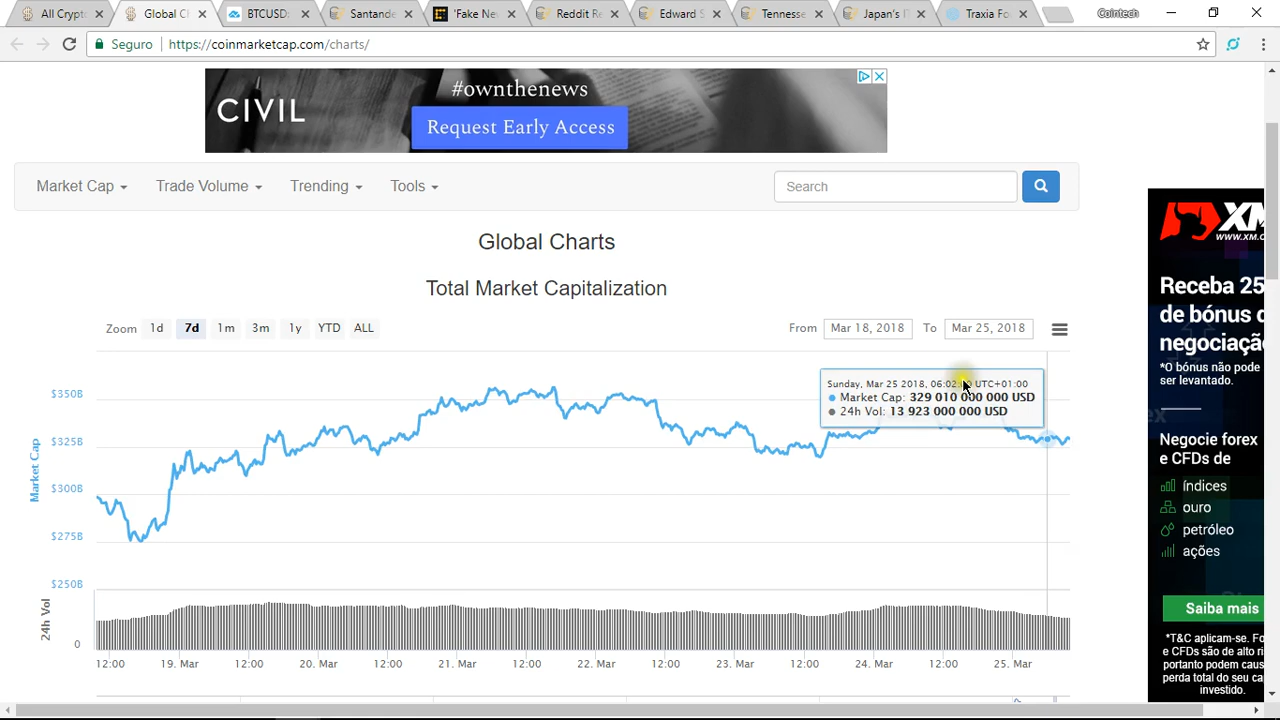 All Crypto
Global Cl
BTCUSD
Santande
'Fake Ne
Reddit Re
Edward
Tennesse
Japan's IT
Traxia Fo
Cointech
Seguro
https://coinmarketcap.com/charts/
#ownthenews
CIVIL
Request Early Access
Market Cap
Trade Volume
Trending
Tools
Search
Global Charts
Total Market Capitalization
Zoom 1d 7d 1m 3m 1y YTD ALL
From Mar 18, 2018 To Mar 25, 2018
Sunday, Mar 25 2018, 06:02 UTC+01:00
Market Cap: 329 010 000 000 USD
24h Vol: 13 923 000 000 USD
$350B
$325B
$300B
$275B
$250B
0
Market Cap
24h Vol
12:00 19. Mar 12:00 20. Mar 12:00 21. Mar 12:00 22. Mar 12:00 23. Mar 12:00 24. Mar 12:00 25. Mar
XM
WWW.XM.C
Receba 25
de bónus d
negociaçã
*O bónus não pode
ser levantado.
Negocie forex
e CFDs de
índices
ouro
petróleo
ações
Saiba mais
*T&C aplicam-se. Fo
e CFDs são de alto ri
portanto podem caus
perda total do seu ca
investido.